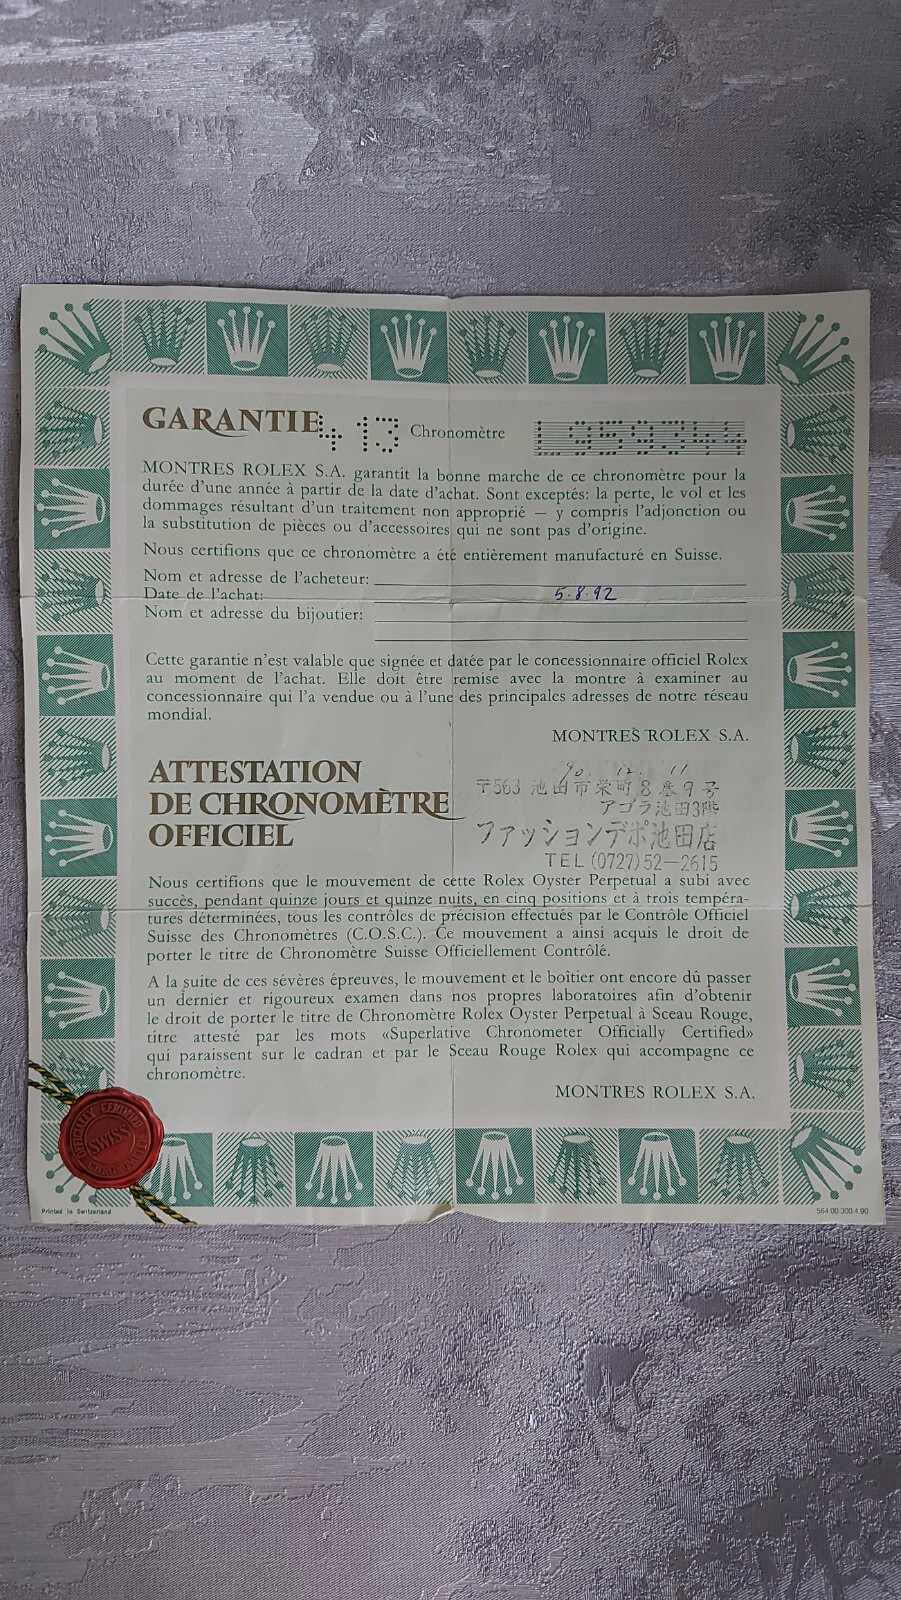 GARANTIE 413 Chronomètre L959344
MONTRES ROLEX S.A. garantit la bonne marche de ce chronomètre pour la
durée d'une année à partir de la date d'achat. Sont exceptés: la perte, le vol et les
dommages résultant d'un traitement non approprié – y compris l'adjonction ou
la substitution de pièces ou d'accessoires qui ne sont pas d'origine.
Nous certifions que ce chronomètre a été entièrement manufacturé en Suisse.
Nom et adresse de l'acheteur:
Date de l'achat: 5.8.92
Nom et adresse du bijoutier:
Cette garantie n'est valable que signée et datée par le concessionnaire officiel Rolex
au moment de l'achat. Elle doit être remise avec la montre à examiner au
concessionnaire qui l'a vendue ou à l'une des principales adresses de notre réseau
mondial.
MONTRES ROLEX S.A.
ATTESTATION
DE CHRONOMÈTRE
OFFICIEL
90. 12. 11
〒563 池田市栄町8番9号
アゴラ池田3階
ファッションデポ池田店
TEL (0727)52-2615
Nous certifions que le mouvement de cette Rolex Oyster Perpetual a subi avec
succès, pendant quinze jours et quinze nuits, en cinq positions et à trois tempéra-
tures déterminées, tous les contrôles de précision effectués par le Contrôle Officiel
Suisse des Chronomètres (C.O.S.C.). Ce mouvement a ainsi acquis le droit de
porter le titre de Chronomètre Suisse Officiellement Contrôlé.
A la suite de ces sévères épreuves, le mouvement et le boîtier ont encore dû passer
un dernier et rigoureux examen dans nos propres laboratoires afin d'obtenir
le droit de porter le titre de Chronomètre Rolex Oyster Perpetual à Sceau Rouge,
titre attesté par les mots «Superlative Chronometer Officially Certified»
qui paraissent sur le cadran et par le Sceau Rouge Rolex qui accompagne ce
chronomètre.
MONTRES ROLEX S.A.
OFFICIALLY CERTIFIED
SWISS
CHRONOMETER
Printed in Switzerland
564.00.300.4.90